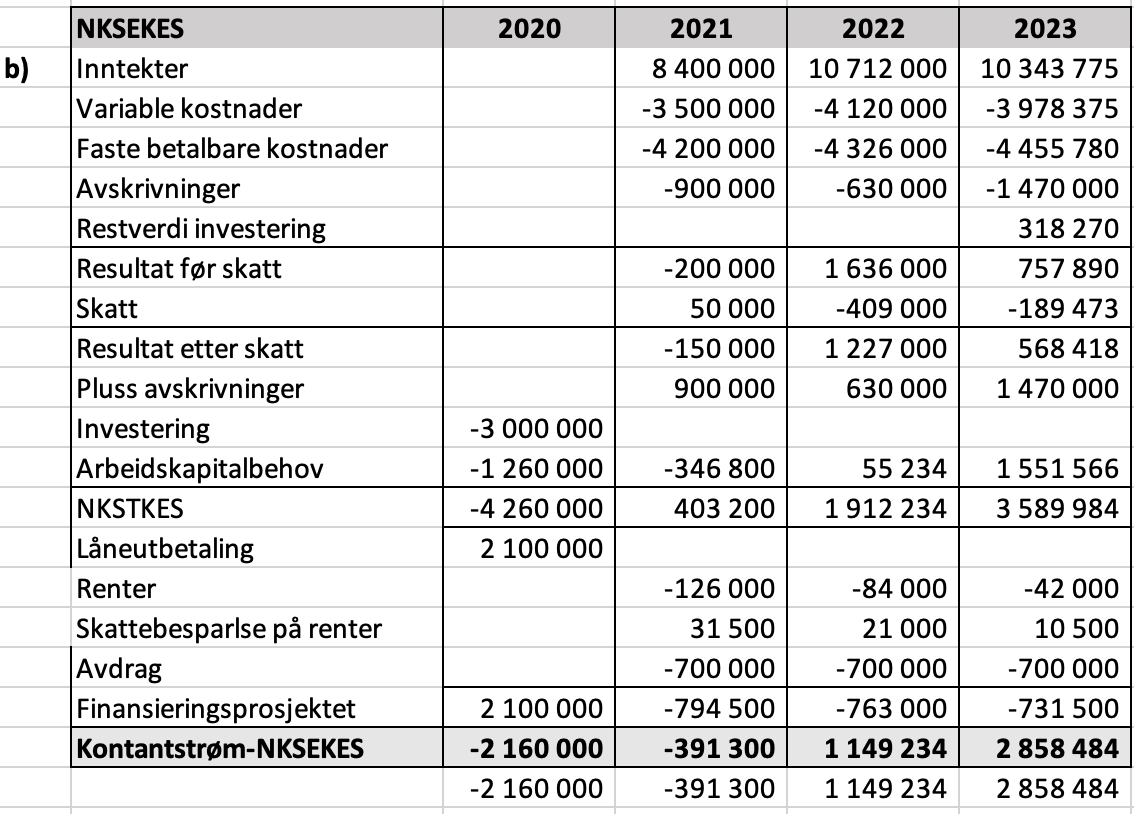 NKSEKES 2020 2021 2022 2023
b) Inntekter 8 400 000 10 712 000 10 343 775
Variable kostnader -3 500 000 -4 120 000 -3 978 375
Faste betalbare kostnader -4 200 000 -4 326 000 -4 455 780
Avskrivninger -900 000 -630 000 -1 470 000
Restverdi investering 318 270
Resultat før skatt -200 000 1 636 000 757 890
Skatt 50 000 -409 000 -189 473
Resultat etter skatt -150 000 1 227 000 568 418
Pluss avskrivninger 900 000 630 000 1 470 000
Investering -3 000 000
Arbeidskapitalbehov -1 260 000 -346 800 55 234 1 551 566
NKSTKES -4 260 000 403 200 1 912 234 3 589 984
Låneutbetaling 2 100 000
Renter -126 000 -84 000 -42 000
Skattebesparlse på renter 31 500 21 000 10 500
Avdrag -700 000 -700 000 -700 000
Finansieringsprosjektet 2 100 000 -794 500 -763 000 -731 500
Kontantstrøm-NKSEKES -2 160 000 -391 300 1 149 234 2 858 484
-2 160 000 -391 300 1 149 234 2 858 484